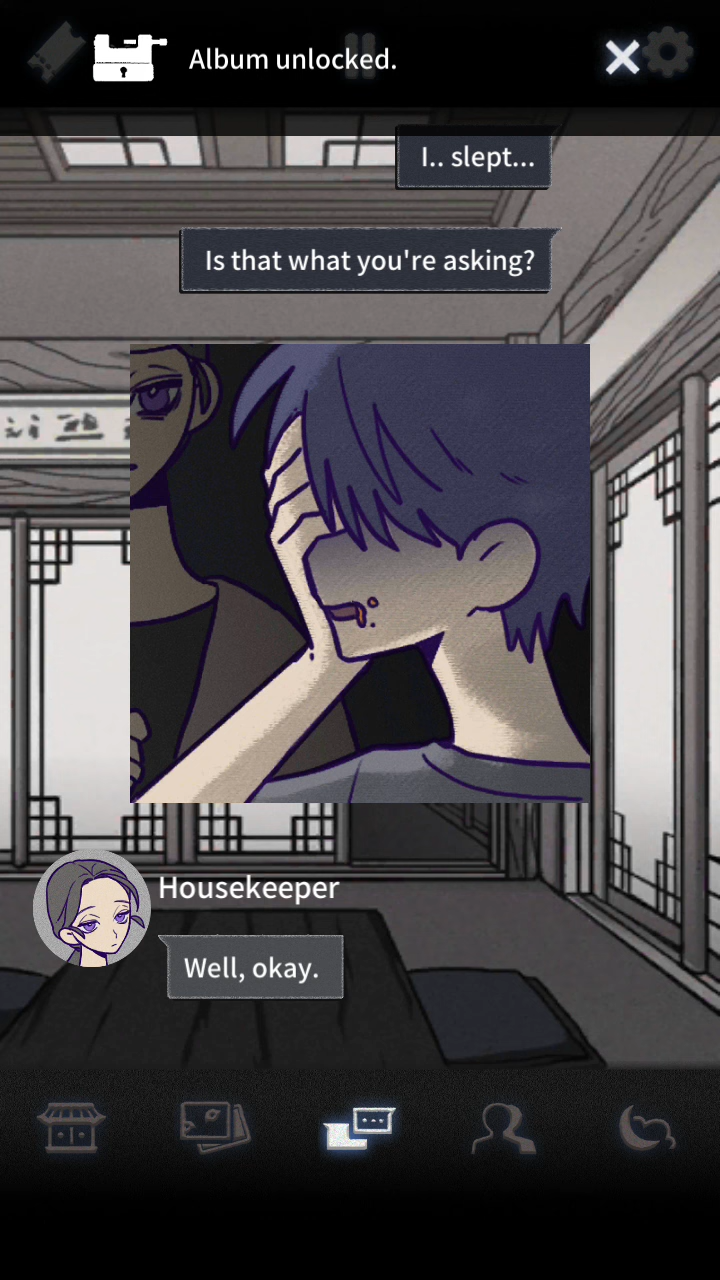 Album unlocked.
I.. slept...
Is that what you're asking?
Housekeeper
Well, okay.